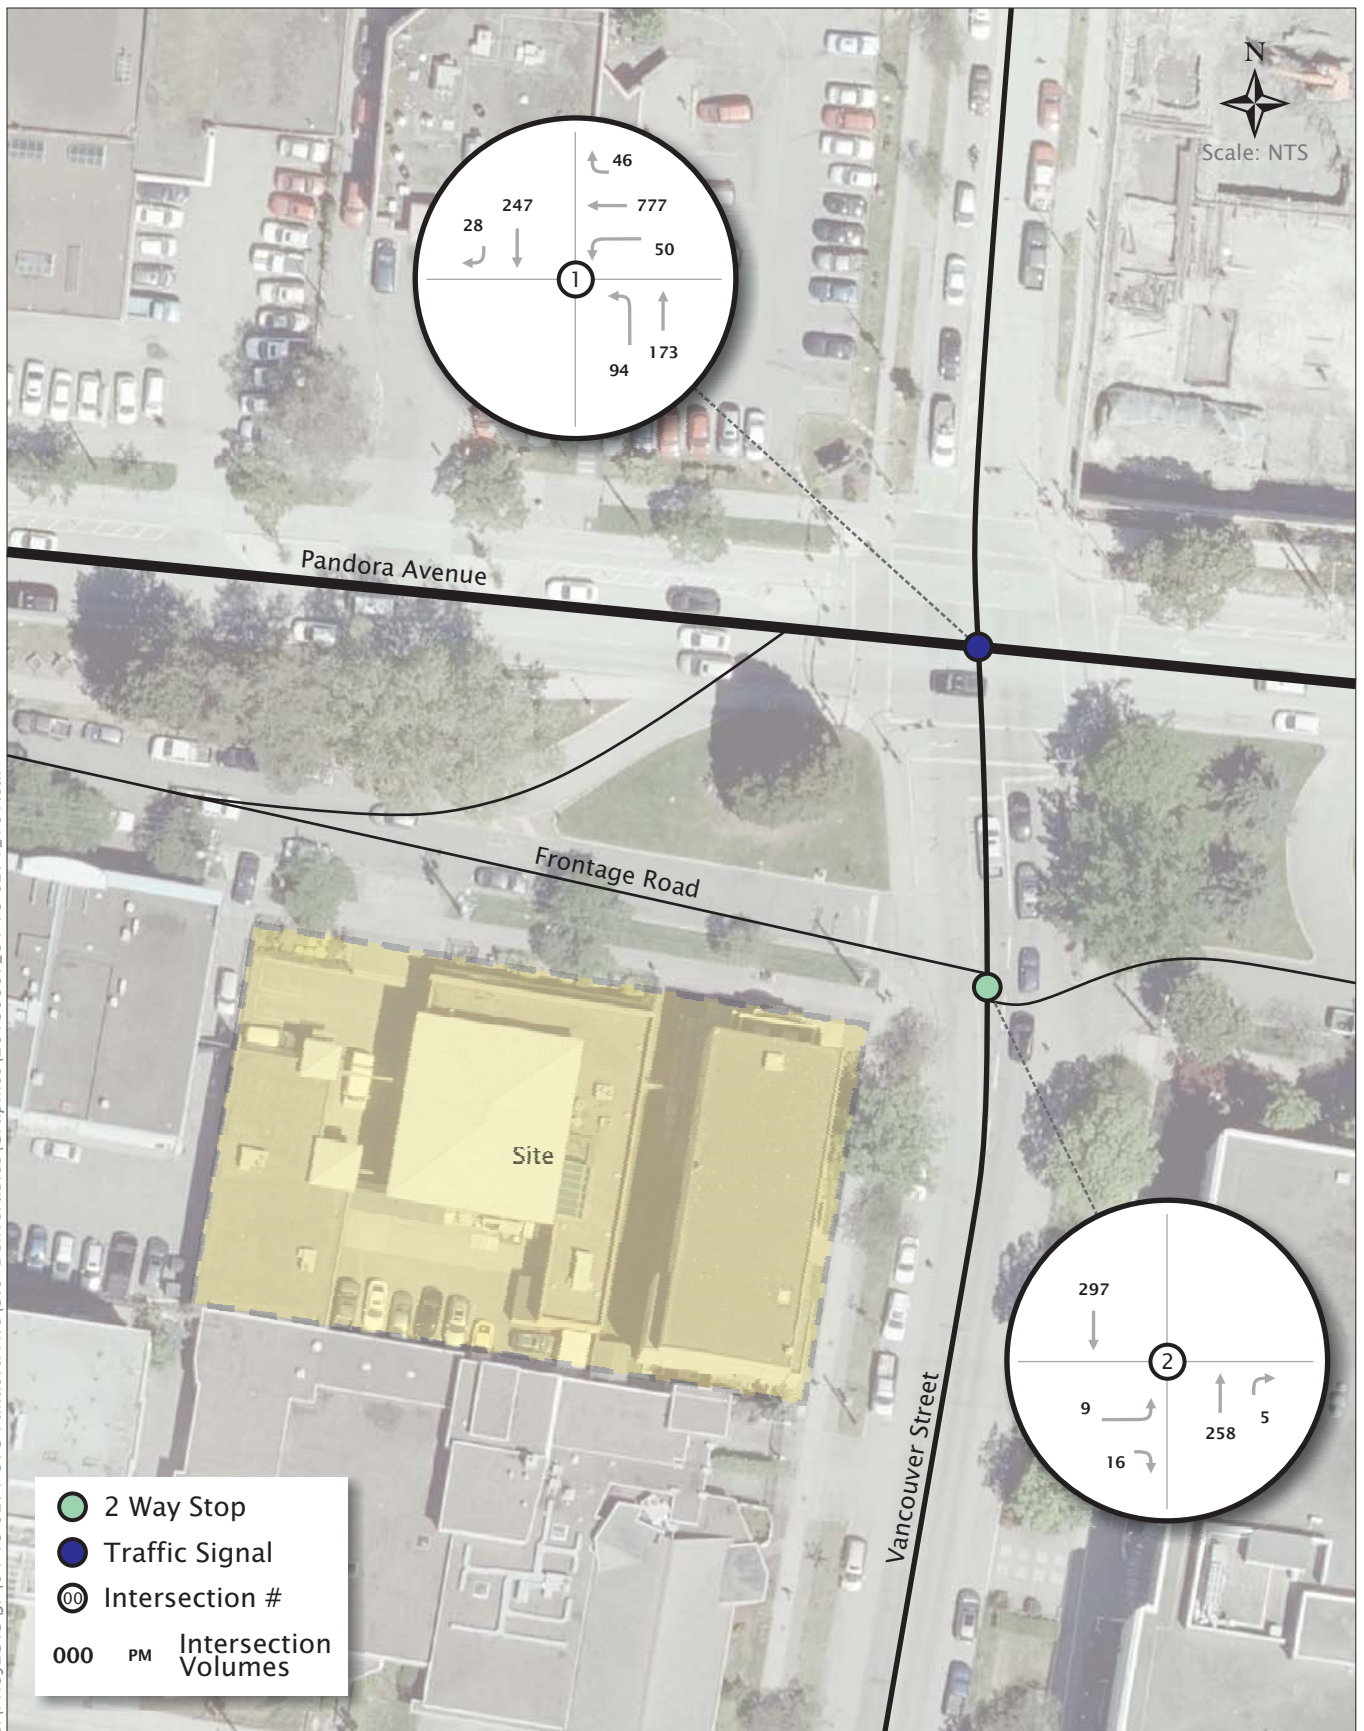 N
Scale: NTS
46
247
777
28
50
1
173
94
Pandora Avenue
Frontage Road
Site
297
2
9
5
258
16
Vancouver Street
2 Way Stop
Traffic Signal
00 Intersection #
000 PM Intersection
Volumes